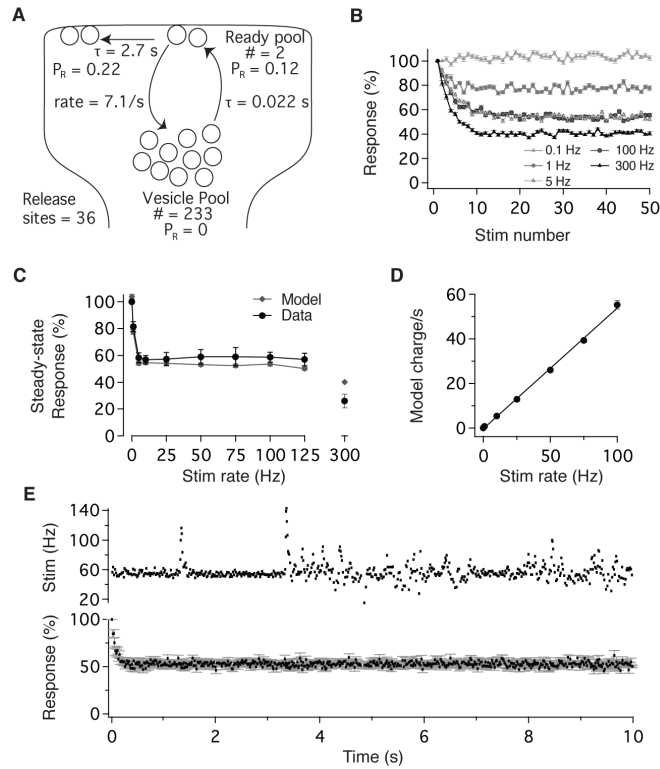 A
τ = 2.7 s
P_R = 0.22
Ready pool
# = 2
P_R = 0.12
rate = 7.1/s
τ = 0.022 s
Release
sites = 36
Vesicle Pool
# = 233
P_R = 0
B
Response (%)
100
80
60
40
20
0
0.1 Hz
1 Hz
5 Hz
100 Hz
300 Hz
0 10 20 30 40 50
Stim number
C
Steady-state
Response (%)
100
80
60
40
20
0
Model
Data
0 25 50 75 100 125 300
Stim rate (Hz)
D
Model charge/s
60
40
20
0
0 50 100
Stim rate (Hz)
E
Stim (Hz)
140
100
60
20
Response (%)
100
50
0
0 2 4 6 8 10
Time (s)